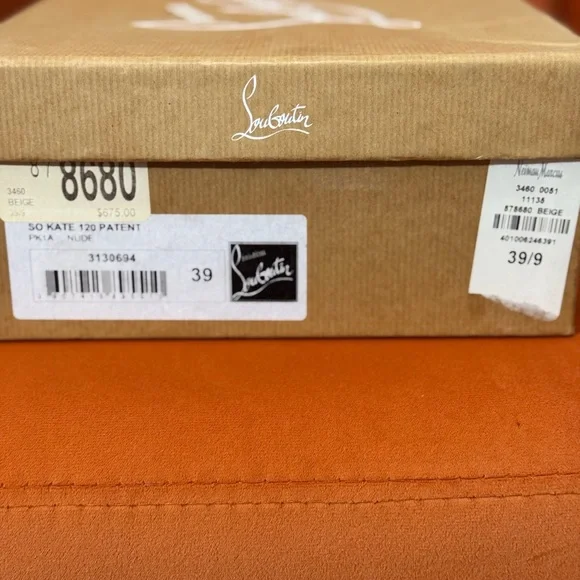 Louboutin
8680
3460
BEIGE
$675.00
SO KATE 120 PATENT
PK1A NUDE
3130694
39
Louboutin
Neiman Marcus
3460 0051
11138
878680 BEIGE
401006246391
39/9